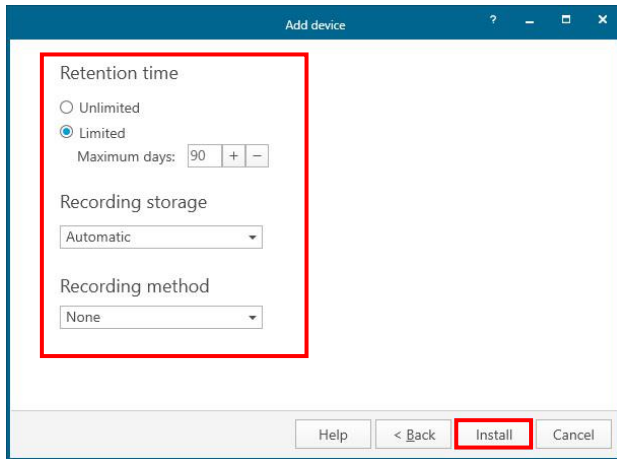 Add device ?
Retention time
Unlimited
Limited
Maximum days: 90 + −
Recording storage
Automatic
Recording method
None
Help < Back Install Cancel